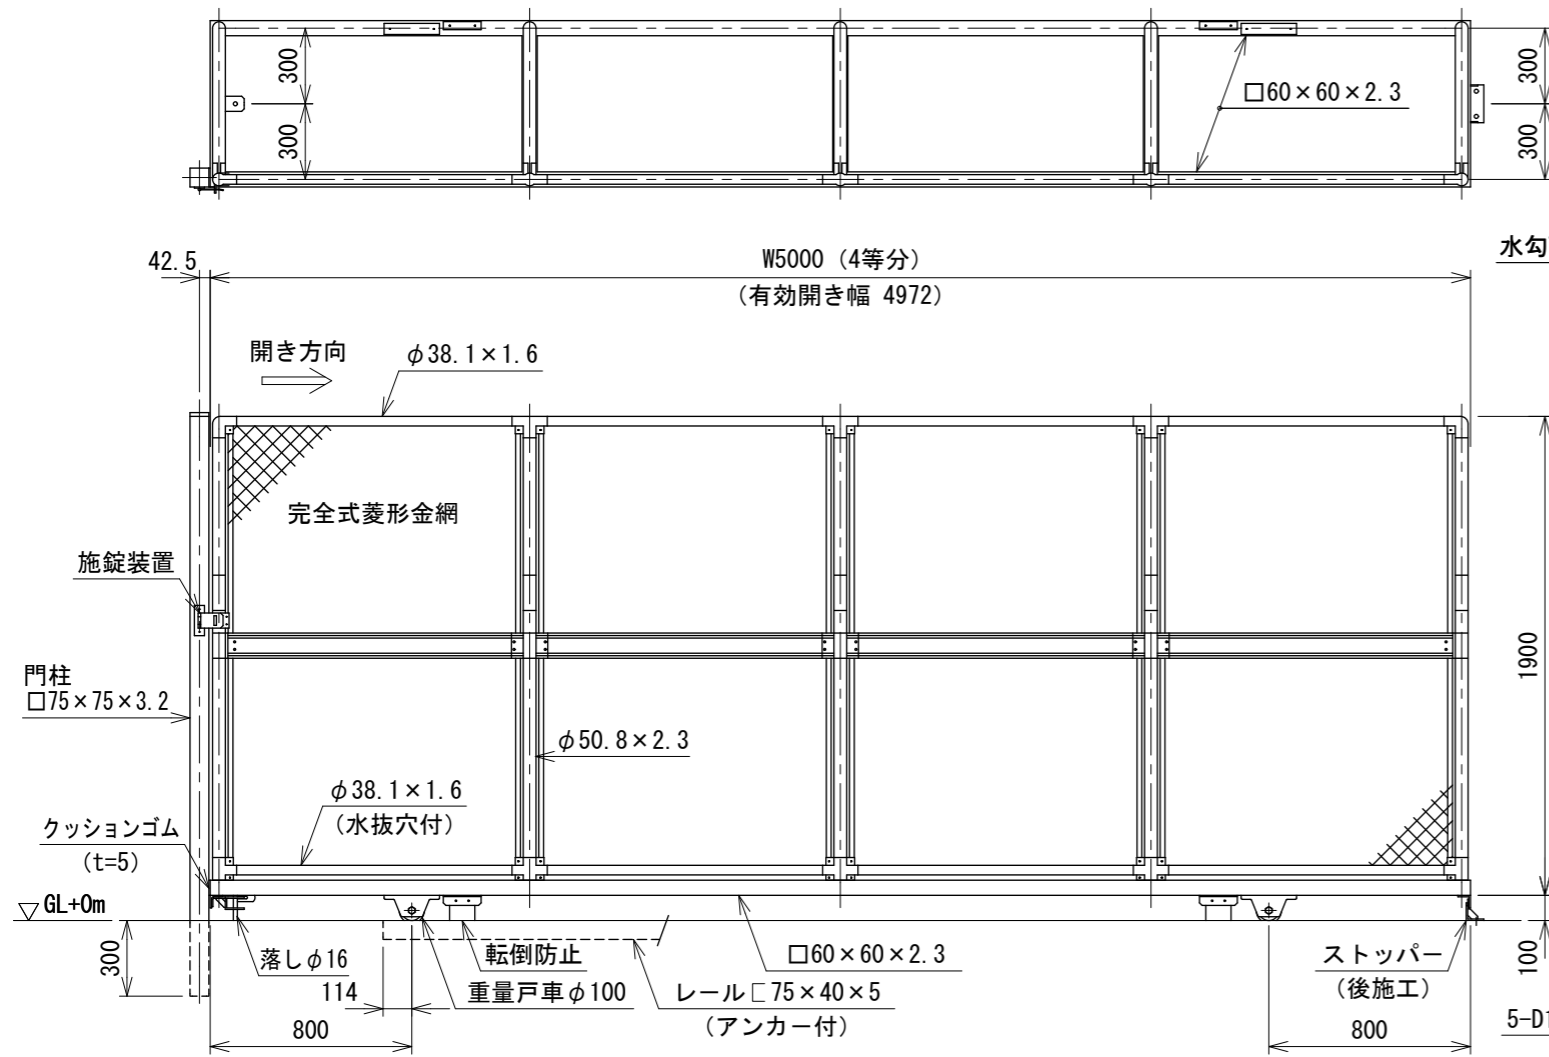 300
300
□60×60×2.3
300
300
水勾
42.5
W5000 (4等分)
(有効開き幅 4972)
開き方向
φ38.1×1.6
完全式菱形金網
施錠装置
門柱
□75×75×3.2
φ50.8×2.3
φ38.1×1.6
(水抜穴付)
1900
クッションゴム
(t=5)
▽GL+0m
300
落しφ16
転倒防止
□60×60×2.3
ストッパー
(後施工)
100
114
重量戸車φ100
レール⊏75×40×5
(アンカー付)
800
800
5-D1